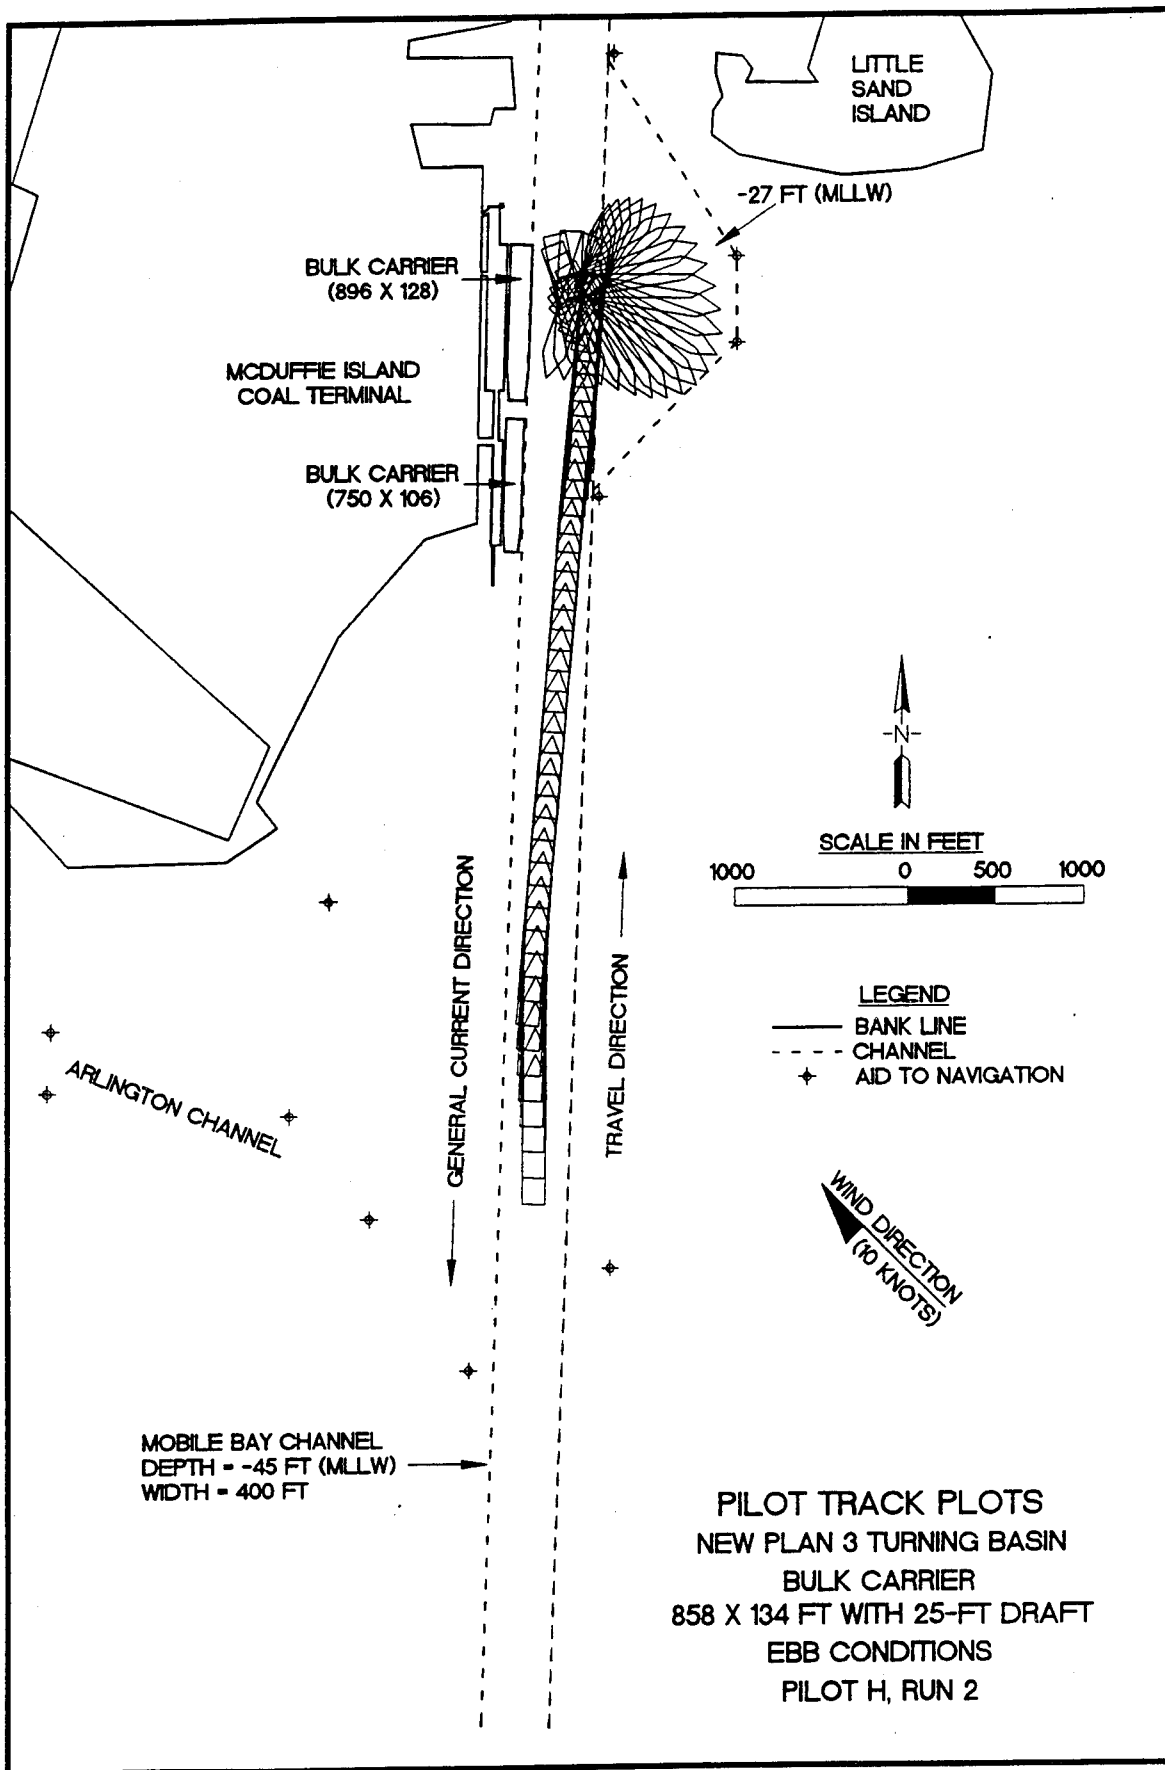 LITTLE
SAND
ISLAND
-27 FT (MLLW)
BULK CARRIER
(896 X 128)
MCDUFFIE ISLAND
COAL TERMINAL
BULK CARRIER
(750 X 106)
-N-
SCALE IN FEET
1000 0 500 1000
GENERAL CURRENT DIRECTION
TRAVEL DIRECTION
LEGEND
BANK LINE
CHANNEL
AID TO NAVIGATION
ARLINGTON CHANNEL
WIND DIRECTION
(10 KNOTS)
MOBILE BAY CHANNEL
DEPTH = -45 FT (MLLW)
WIDTH = 400 FT
PILOT TRACK PLOTS
NEW PLAN 3 TURNING BASIN
BULK CARRIER
858 X 134 FT WITH 25-FT DRAFT
EBB CONDITIONS
PILOT H, RUN 2